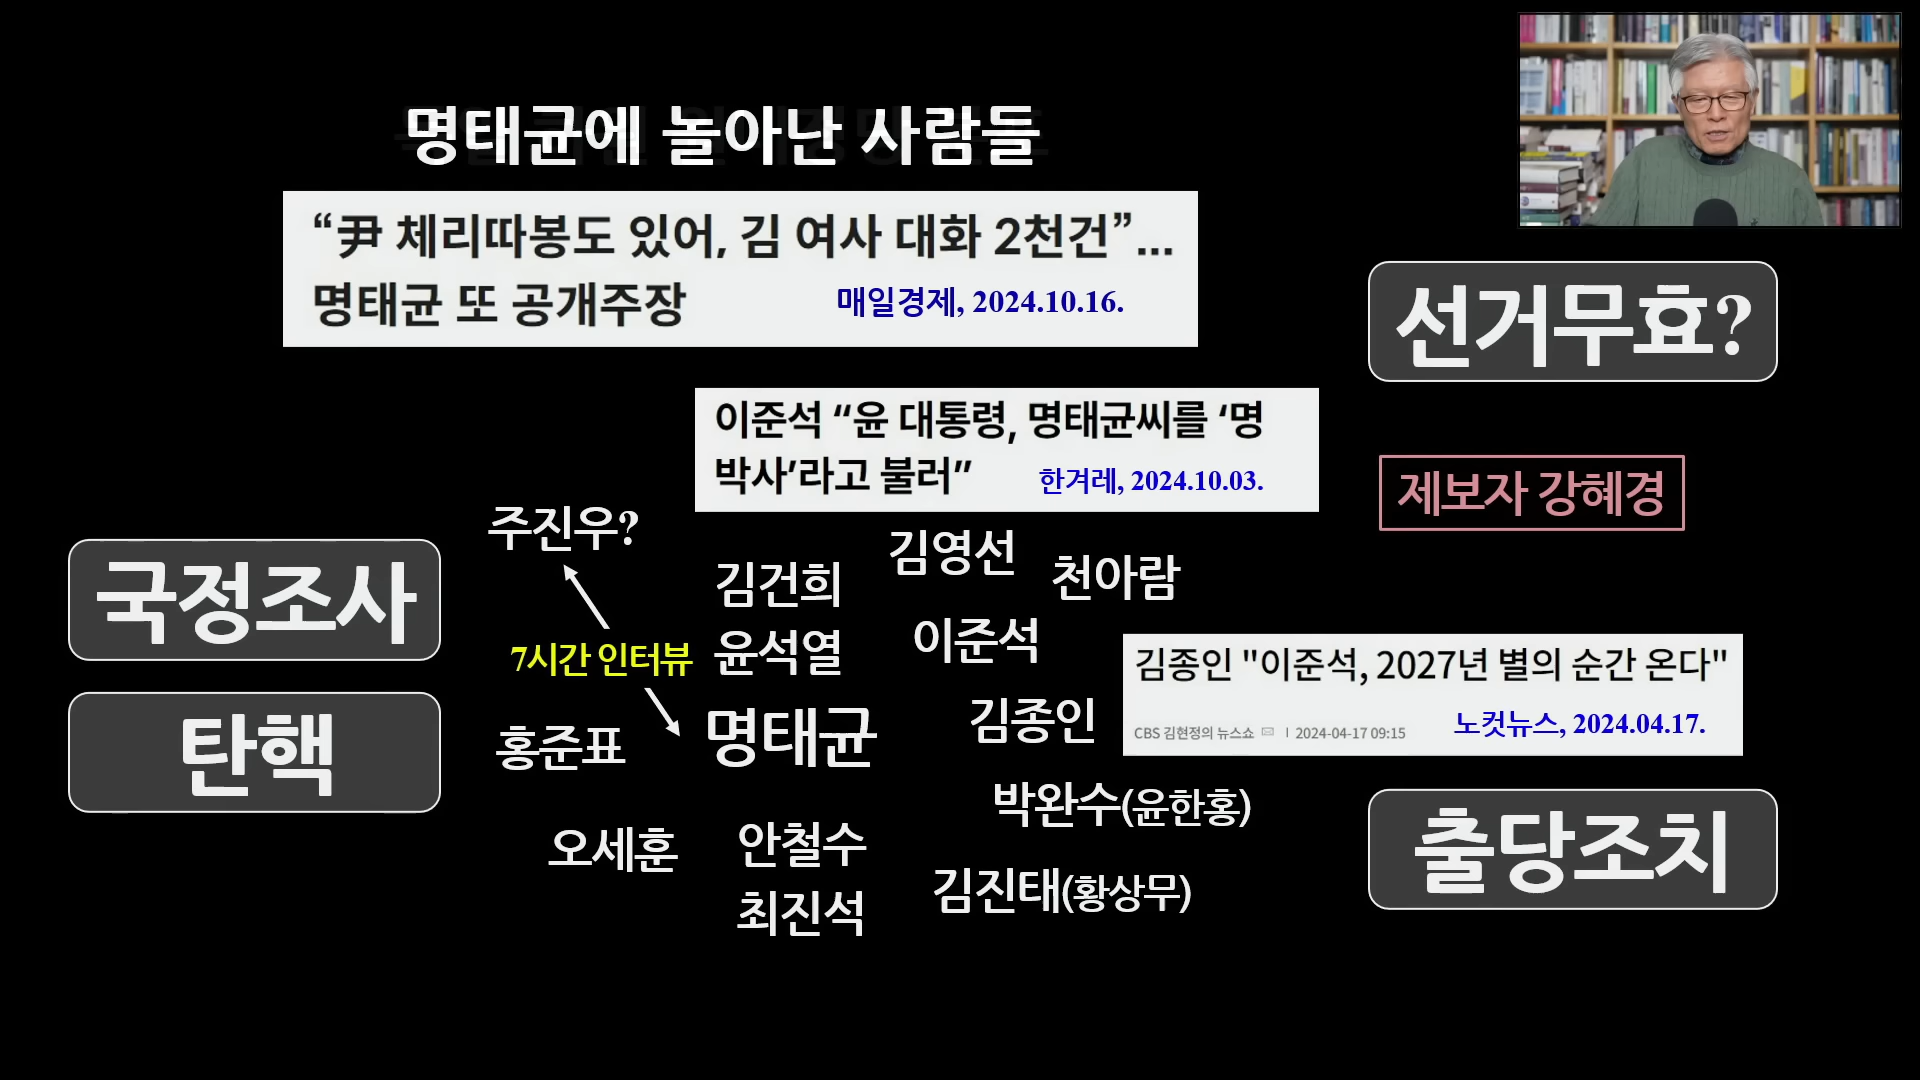 명태균에 놀아난 사람들
“尹 체리따봉도 있어, 김 여사 대화 2천건”...
명태균 또 공개주장
매일경제, 2024.10.16.
선거무효?
이준석 “윤 대통령, 명태균씨를 ‘명
박사’라고 불러”
한겨레, 2024.10.03.
제보자 강혜경
주진우?
김영선
천아람
김건희
국정조사
7시간 인터뷰
윤석열
이준석
김종인 "이준석, 2027년 별의 순간 온다"
CBS 김현정의 뉴스쇼 2024-04-17 09:15
노컷뉴스, 2024.04.17.
탄핵
홍준표
명태균
김종인
박완수(윤한홍)
오세훈
안철수
출당조치
최진석
김진태(황상무)